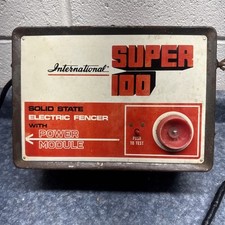 International
SUPER
100
SOLID STATE
ELECTRIC FENCER
WITH
POWER
MODULE
PUSH
TO TEST